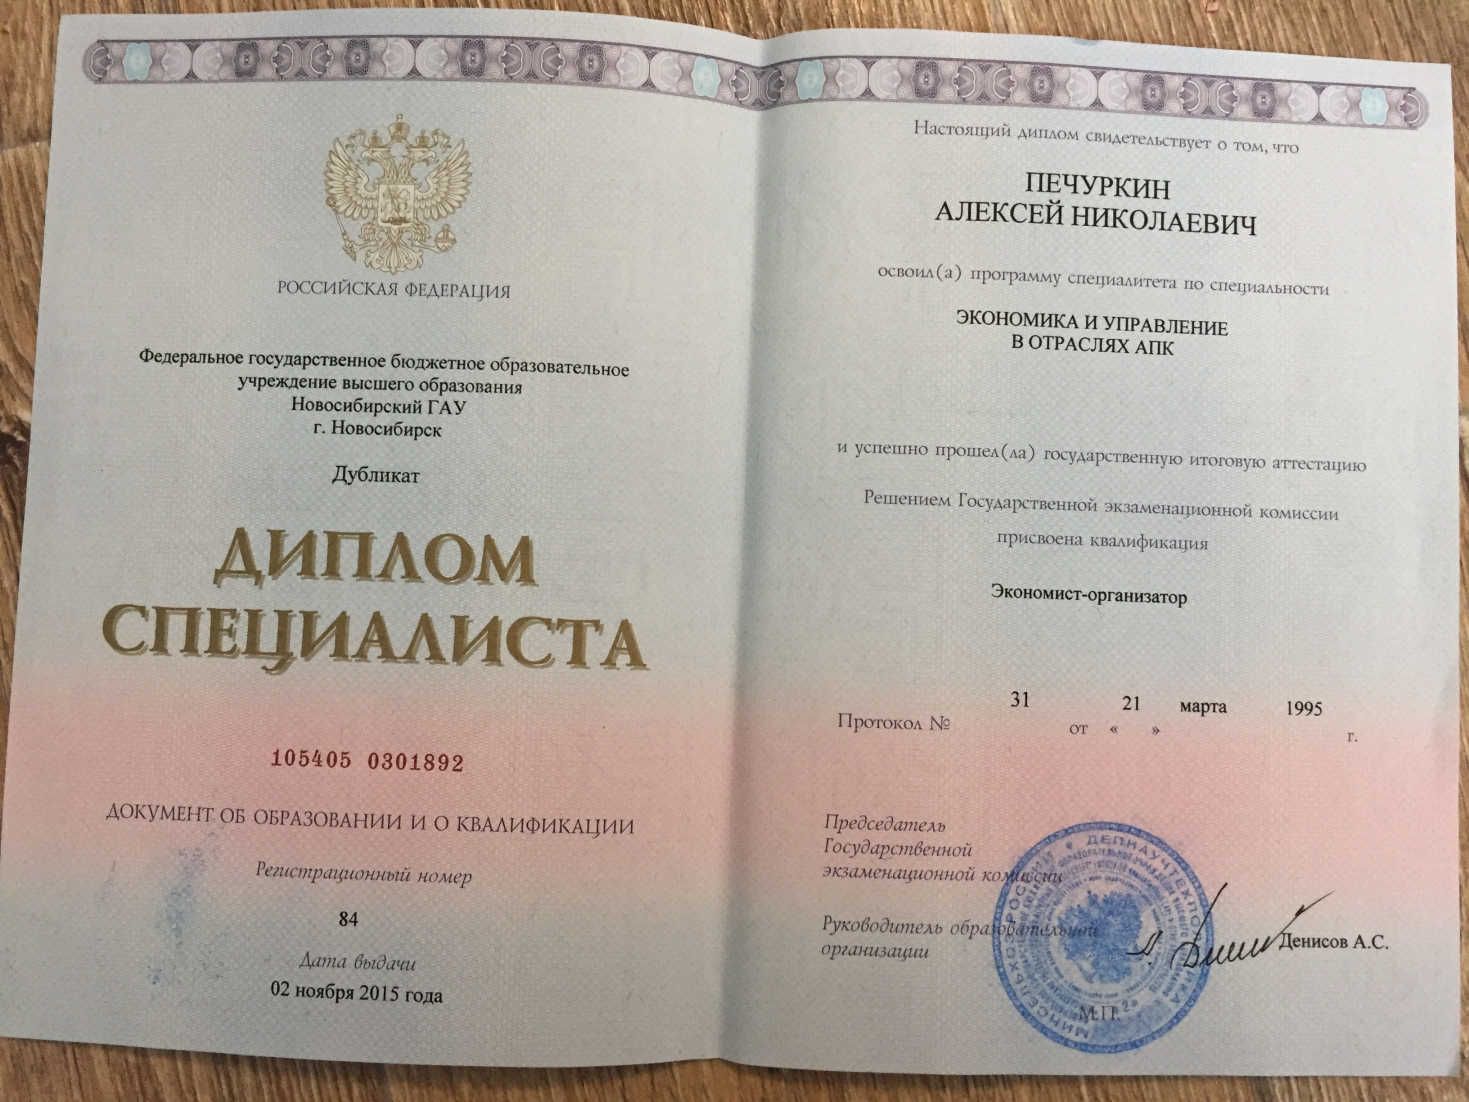 РОССИЙСКАЯ ФЕДЕРАЦИЯ
Федеральное государственное бюджетное образовательное
учреждение высшего образования
Новосибирский ГАУ
г. Новосибирск
Дубликат
ДИПЛОМ
СПЕЦИАЛИСТА
105405 0301892
ДОКУМЕНТ ОБ ОБРАЗОВАНИИ И О КВАЛИФИКАЦИИ
Регистрационный номер
84
Дата выдачи
02 ноября 2015 года
Настоящий диплом свидетельствует о том, что
ПЕЧУРКИН
АЛЕКСЕЙ НИКОЛАЕВИЧ
освоил(а) программу специалитета по специальности
ЭКОНОМИКА И УПРАВЛЕНИЕ
В ОТРАСЛЯХ АПК
и успешно прошел(ла) государственную итоговую аттестацию
Решением Государственной экзаменационной комиссии
присвоена квалификация
Экономист-организатор
31 21 марта 1995
Протокол № от « » г.
Председатель
Государственной
экзаменационной комиссии
Руководитель образовательной
организации
Денисов А.С.
М.П.
МИНСЕЛЬХОЗ РОССИИ * ДЕПНАУЧТЕХПОЛИТИКА